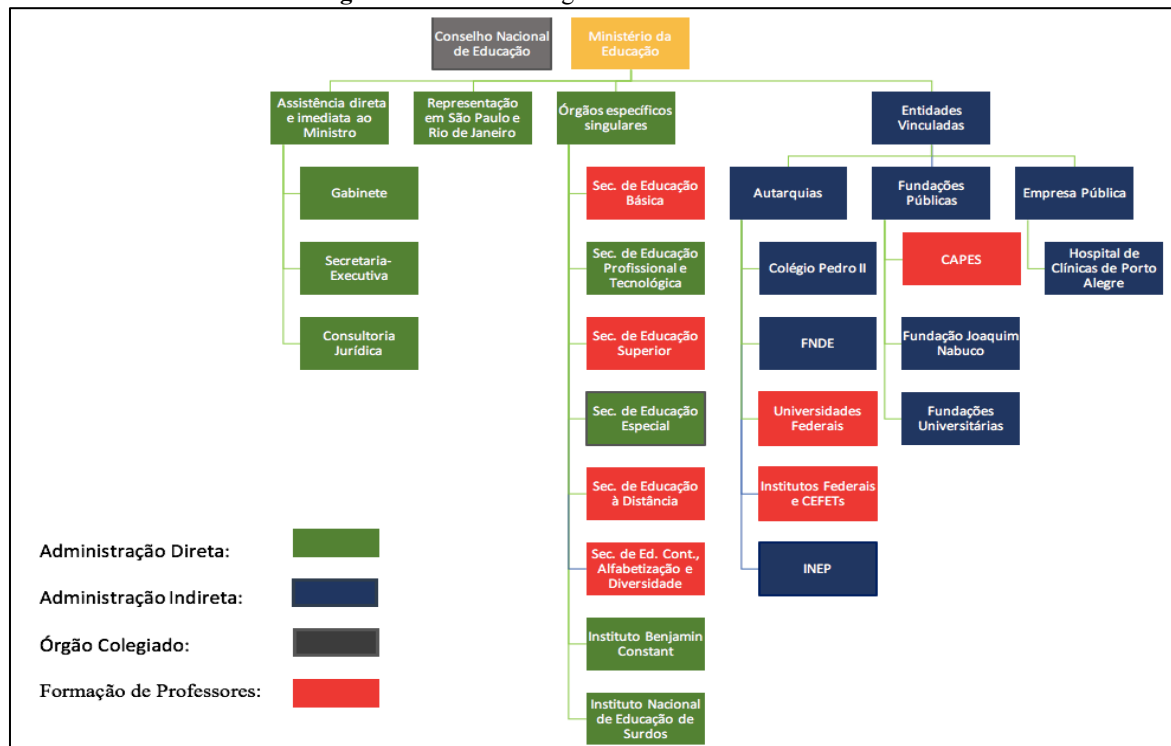 Conselho Nacional
de Educação
Ministério da
Educação
Assistência direta
e imediata ao
Ministro
Representação
em São Paulo e
Rio de Janeiro
Órgãos específicos
singulares
Entidades
Vinculadas
Gabinete
Secretaria-
Executiva
Consultoria
Jurídica
Sec. de Educação
Básica
Sec. de Educação
Profissional e
Tecnológica
Sec. de Educação
Superior
Sec. de Educação
Especial
Sec. de Educação
à Distância
Sec. de Ed. Cont.,
Alfabetização e
Diversidade
Instituto Benjamin
Constant
Instituto Nacional
de Educação de
Surdos
Autarquias
Colégio Pedro II
FNDE
Universidades
Federais
Institutos Federais
e CEFETs
INEP
Fundações
Públicas
CAPES
Fundação Joaquim
Nabuco
Fundações
Universitárias
Empresa Pública
Hospital de
Clínicas de Porto
Alegre
Administração Direta:
Administração Indireta:
Órgão Colegiado:
Formação de Professores: